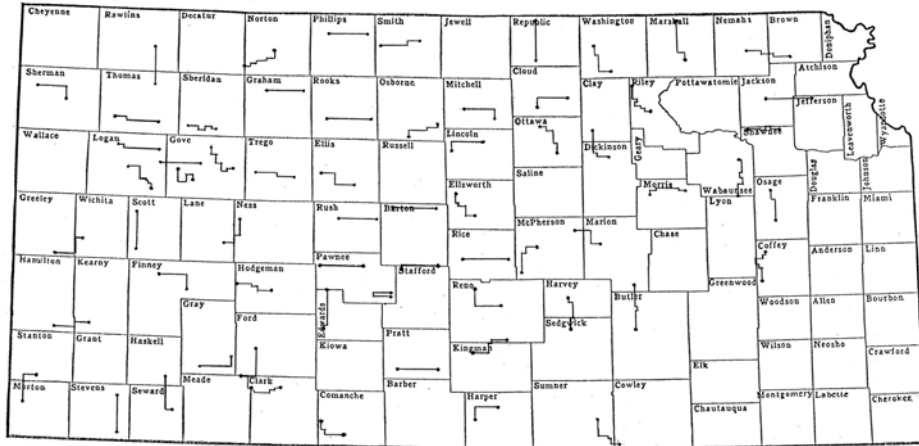 Cheyenne
Rawlins
Decatur
Norton
Phillips
Smith
Jewell
Republic
Washington
Marshall
Nemaha
Brown
Doniphan
Sherman
Thomas
Sheridan
Graham
Rooks
Osborne
Mitchell
Cloud
Clay
Riley
Pottawatomie
Jackson
Atchison
Jefferson
Leavenworth
Wyandotte
Wallace
Logan
Gove
Trego
Ellis
Russell
Lincoln
Ottawa
Dickinson
Geary
Shawnee
Saline
Ellsworth
Morris
Wabaunsee
Osage
Douglas
Johnson
Greeley
Wichita
Scott
Lane
Ness
Rush
Barton
Rice
McPherson
Marion
Chase
Lyon
Coffey
Franklin
Miami
Anderson
Linn
Hamilton
Kearny
Finney
Hodgeman
Pawnee
Stafford
Reno
Harvey
Butler
Greenwood
Woodson
Allen
Bourbon
Gray
Ford
Edwards
Kiowa
Pratt
Kingman
Sedgwick
Elk
Wilson
Neosho
Crawford
Stanton
Grant
Haskell
Morton
Stevens
Seward
Meade
Clark
Comanche
Barber
Harper
Sumner
Cowley
Chautauqua
Montgomery
Labette
Cherokee